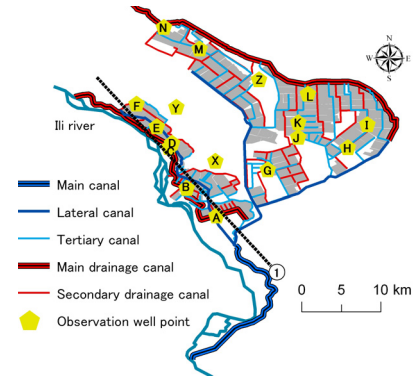 N
M
N
W E
S
Z
L
F
Y
I
K
Ili river
E
J
D
H
C
X
G
B
Main canal
A
Lateral canal
Tertiary canal
Main drainage canal
1
Secondary drainage canal
0 5 10 km
Observation well point